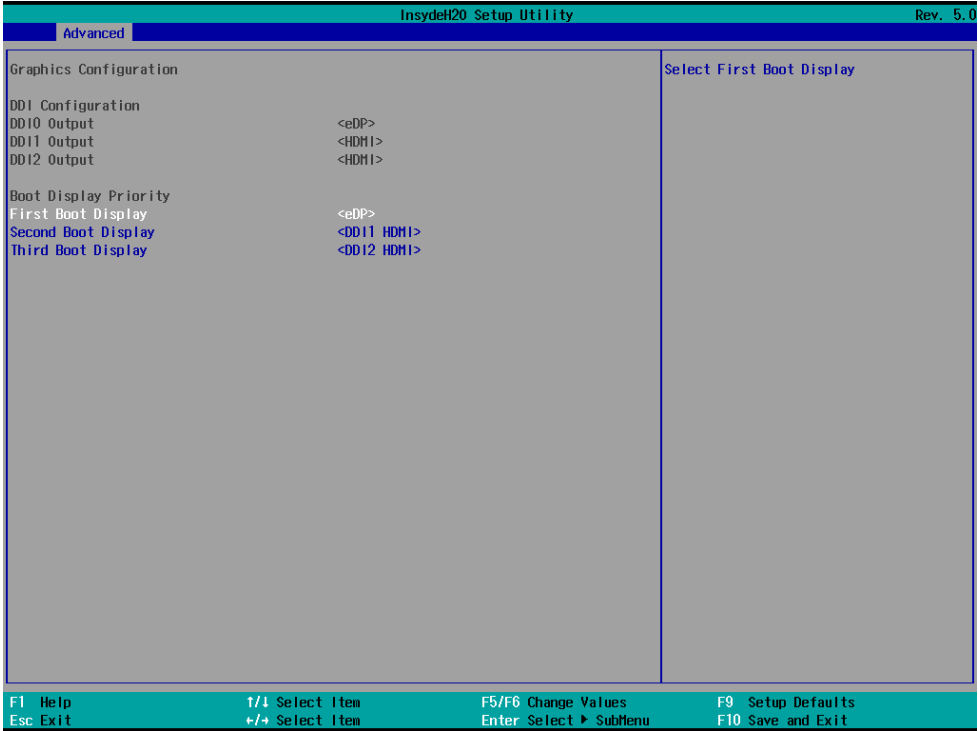 InsydeH20 Setup Utility Rev. 5.0
Advanced
Graphics Configuration Select First Boot Display
DDI Configuration
DDI0 Output <eDP>
DDI1 Output <HDMI>
DDI2 Output <HDMI>
Boot Display Priority
First Boot Display <eDP>
Second Boot Display <DDI1 HDMI>
Third Boot Display <DDI2 HDMI>
F1 Help ↑/↓ Select Item F5/F6 Change Values F9 Setup Defaults
Esc Exit ←/→ Select Item Enter Select ▶ SubMenu F10 Save and Exit